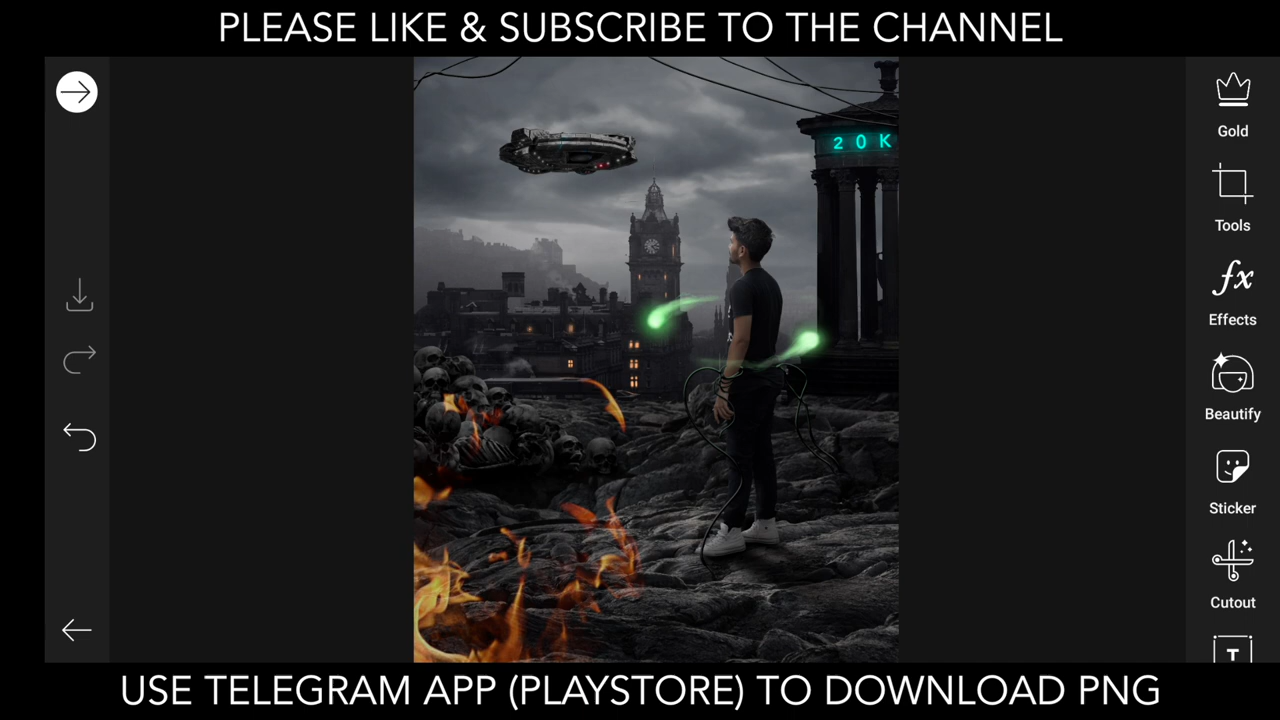 PLEASE LIKE & SUBSCRIBE TO THE CHANNEL
20K
Gold
Tools
fx
Effects
Beautify
Sticker
Cutout
T
USE TELEGRAM APP (PLAYSTORE) TO DOWNLOAD PNG